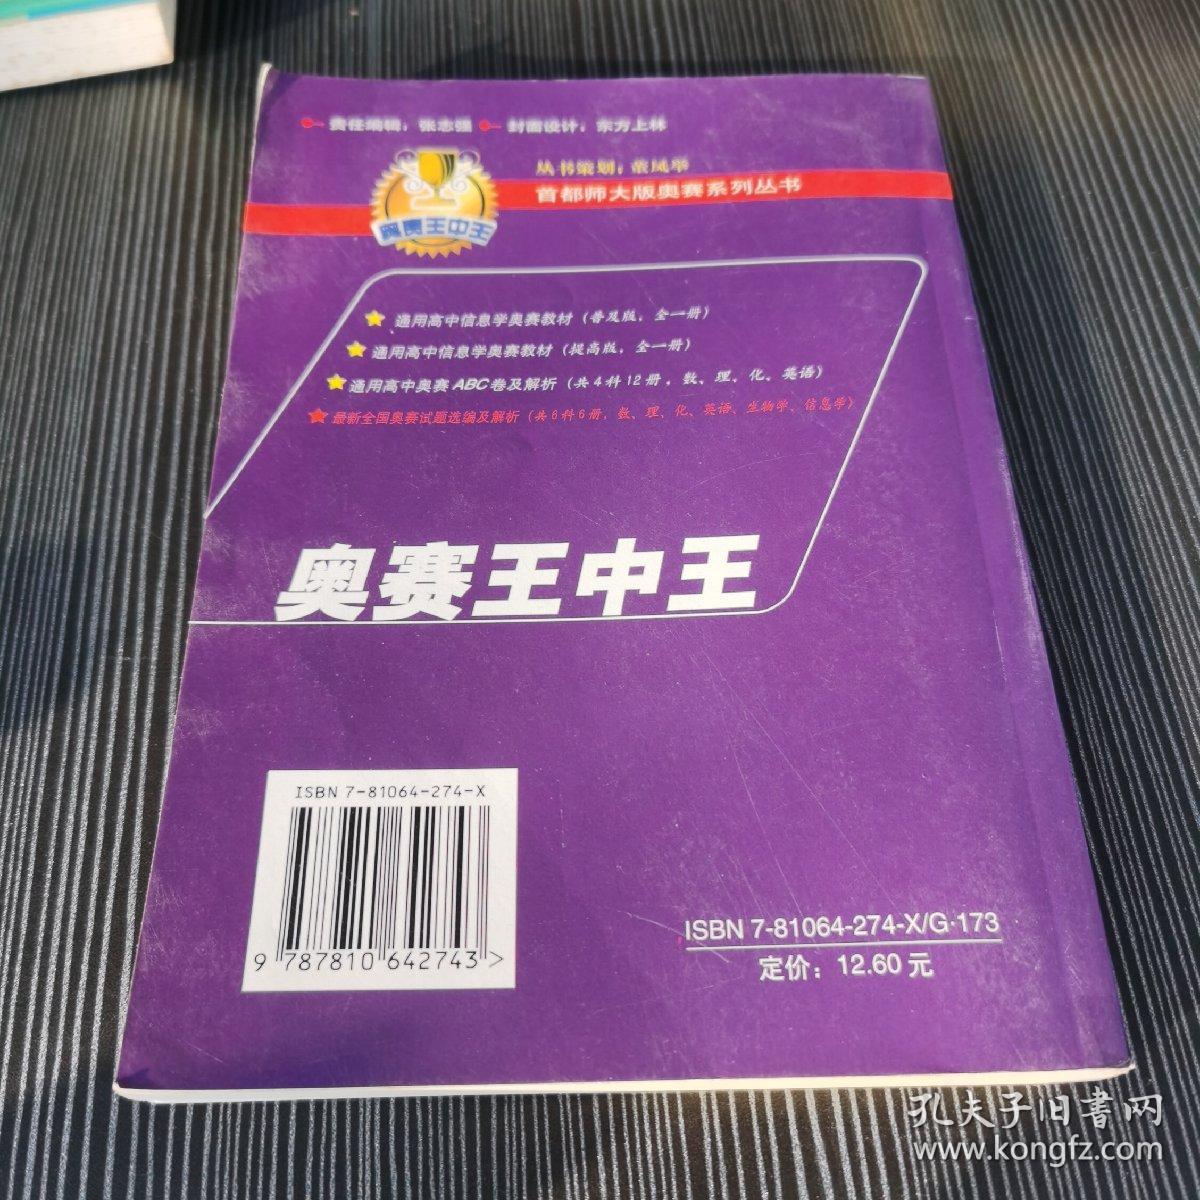 责任编辑：张志强 封面设计：东方上林
丛书策划：董凤举
首都师大版奥赛系列丛书
奥赛王中王
通用高中信息学奥赛教材（普及版，全一册）
通用高中信息学奥赛教材（提高版，全一册）
通用高中奥赛ABC卷及解析（共4科12册，数、理、化、英语）
最新全国奥赛试题选编及解析（共6科6册，数、理、化、英语、生物学、信息学）
奥赛王中王
ISBN 7-81064-274-X
9 787810 642743 >
ISBN 7-81064-274-X/G·173
定价：12.60元
孔夫子旧书网
www.kongfz.com